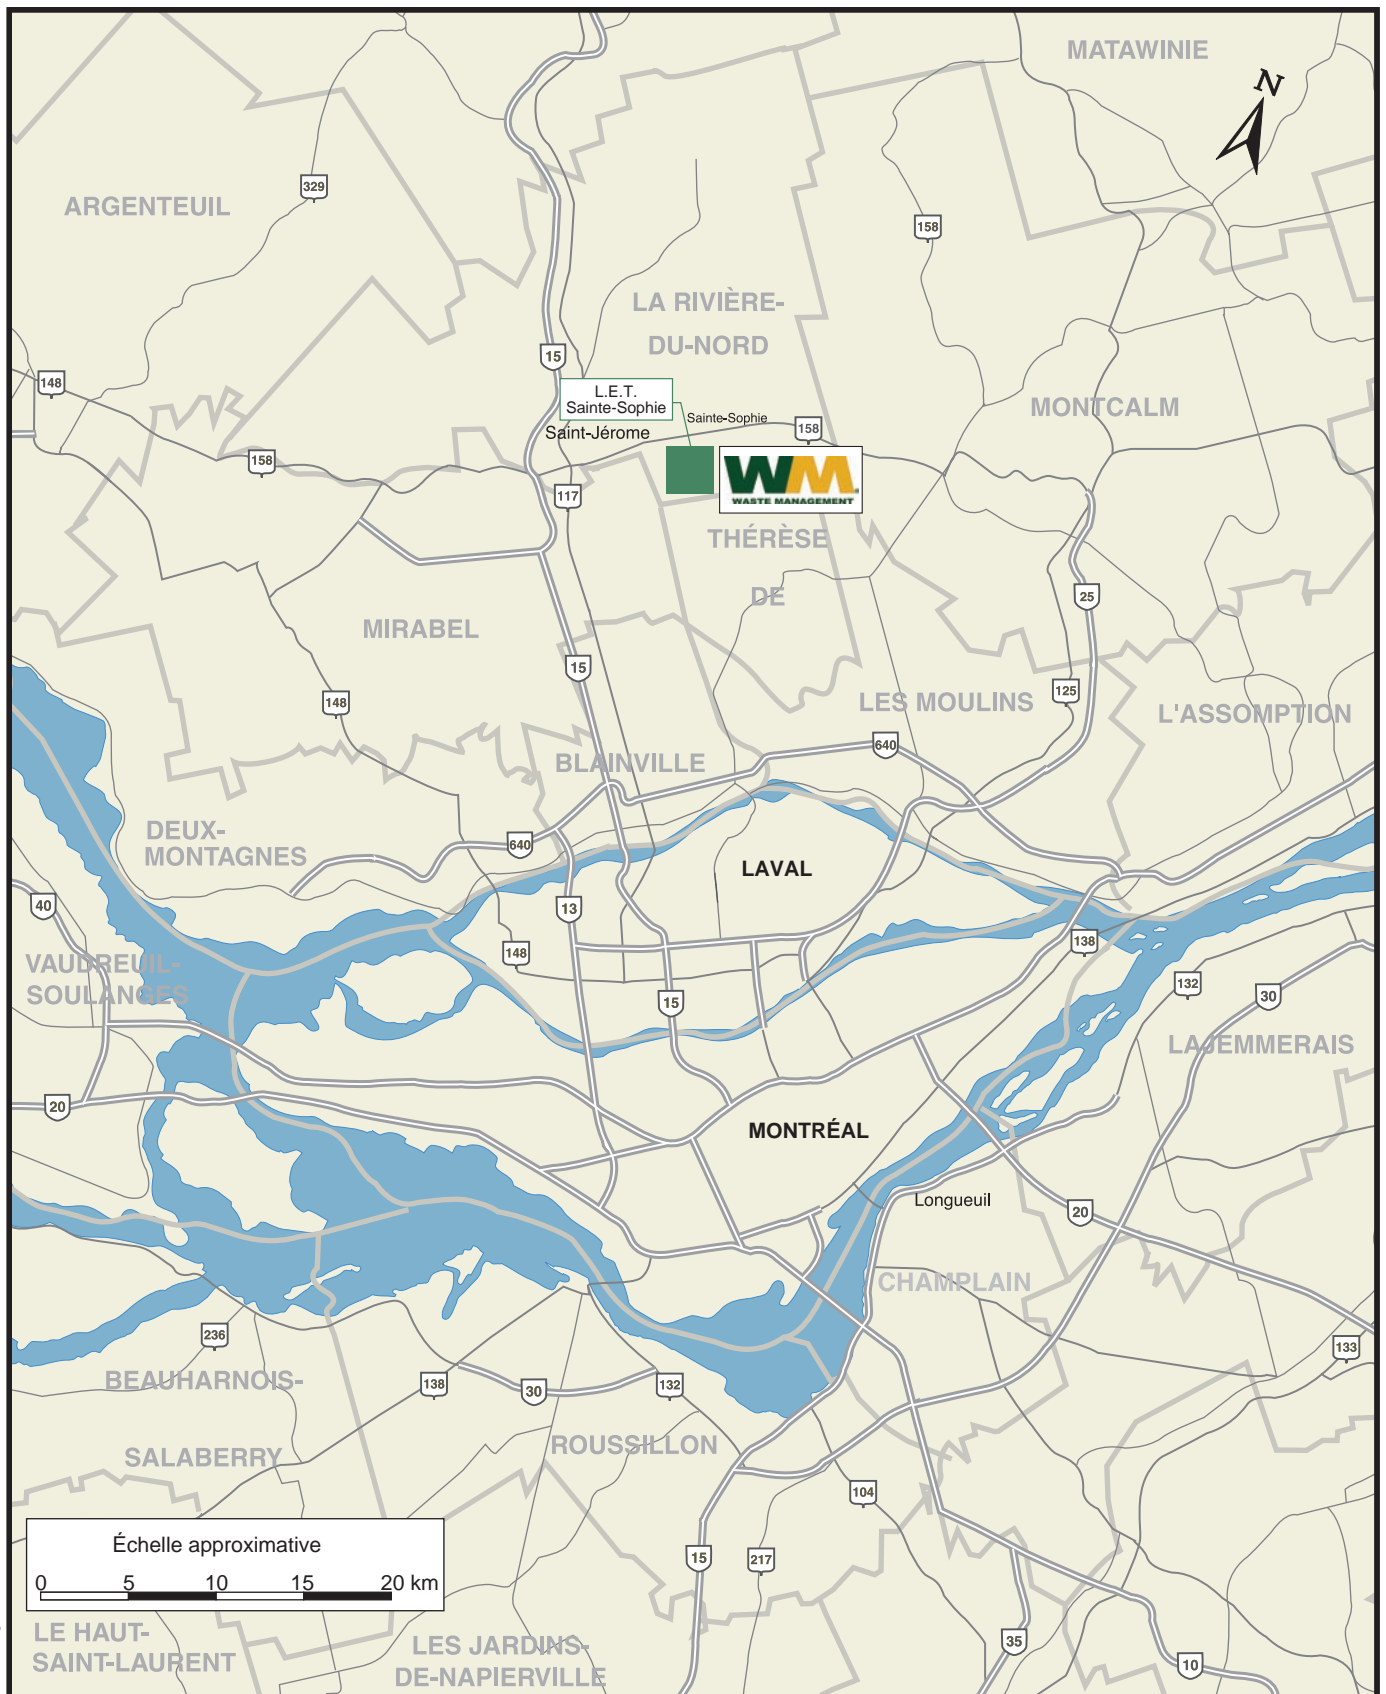 MATAWINIE
N
329
ARGENTEUIL
158
LA RIVIÈRE-
DU-NORD
15
148
L.E.T.
Sainte-Sophie
MONTCALM
Sainte-Sophie
Saint-Jérome
158
158
WM
WASTE MANAGEMENT
117
THÉRÈSE
DE
25
MIRABEL
15
125
148
LES MOULINS
L'ASSOMPTION
640
BLAINVILLE
DEUX-
MONTAGNES
640
LAVAL
40
13
138
148
VAUDREUIL-
SOULANGES
15
132
30
LAJEMMERAIS
20
MONTRÉAL
Longueuil
20
CHAMPLAIN
236
133
BEAUHARNOIS-
138
30
132
SALABERRY
ROUSSILLON
104
Échelle approximative
0 5 10 15 20 km
15
217
LE HAUT-
SAINT-LAURENT
LES JARDINS-
DE-NAPIERVILLE
35
10